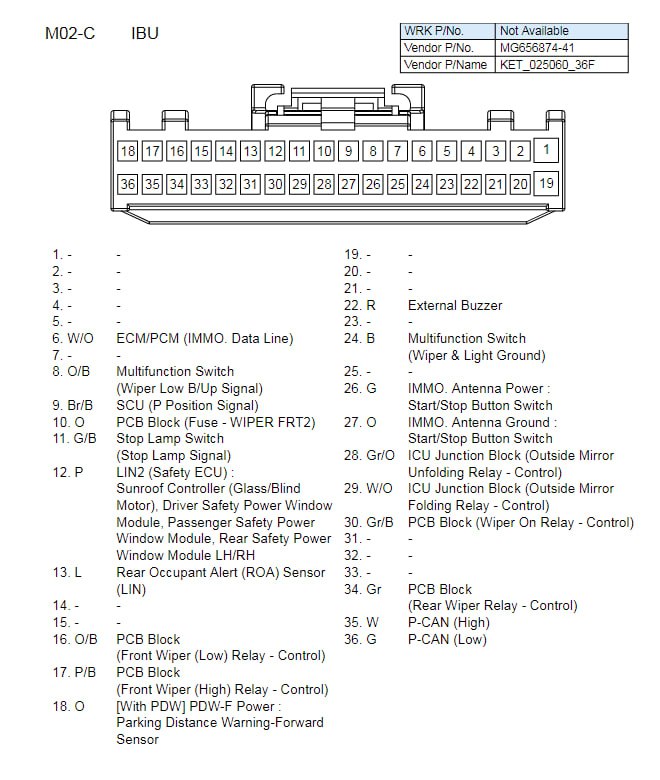 M02-C IBU
WRK P/No. Not Available
Vendor P/No. MG656874-41
Vendor P/Name KET_025060_36F
18 17 16 15 14 13 12 11 10 9 8 7 6 5 4 3 2 1
36 35 34 33 32 31 30 29 28 27 26 25 24 23 22 21 20 19
1. - -
2. - -
3. - -
4. - -
5. - -
6. W/O ECM/PCM (IMMO. Data Line)
7. - -
8. O/B Multifunction Switch
(Wiper Low B/Up Signal)
9. Br/B SCU (P Position Signal)
10. O PCB Block (Fuse - WIPER FRT2)
11. G/B Stop Lamp Switch
(Stop Lamp Signal)
12. P LIN2 (Safety ECU) :
Sunroof Controller (Glass/Blind
Motor), Driver Safety Power Window
Module, Passenger Safety Power
Window Module, Rear Safety Power
Window Module LH/RH
13. L Rear Occupant Alert (ROA) Sensor
(LIN)
14. - -
15. - -
16. O/B PCB Block
(Front Wiper (Low) Relay - Control)
17. P/B PCB Block
(Front Wiper (High) Relay - Control)
18. O [With PDW] PDW-F Power :
Parking Distance Warning-Forward
Sensor
19. - -
20. - -
21. - -
22. R External Buzzer
23. - -
24. B Multifunction Switch
(Wiper & Light Ground)
25. - -
26. G IMMO. Antenna Power :
Start/Stop Button Switch
27. O IMMO. Antenna Ground :
Start/Stop Button Switch
28. Gr/O ICU Junction Block (Outside Mirror
Unfolding Relay - Control)
29. W/O ICU Junction Block (Outside Mirror
Folding Relay - Control)
30. Gr/B PCB Block (Wiper On Relay - Control)
31. - -
32. - -
33. - -
34. Gr PCB Block
(Rear Wiper Relay - Control)
35. W P-CAN (High)
36. G P-CAN (Low)